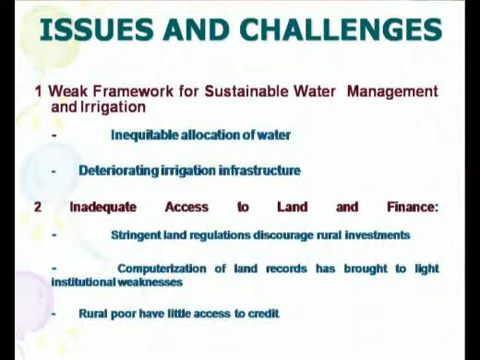 ISSUES AND CHALLENGES
1 Weak Framework for Sustainable Water Management
and Irrigation
- Inequitable allocation of water
- Deteriorating irrigation infrastructure
2 Inadequate Access to Land and Finance:
- Stringent land regulations discourage rural investments
- Computerization of land records has brought to light
institutional weaknesses
- Rural poor have little access to credit